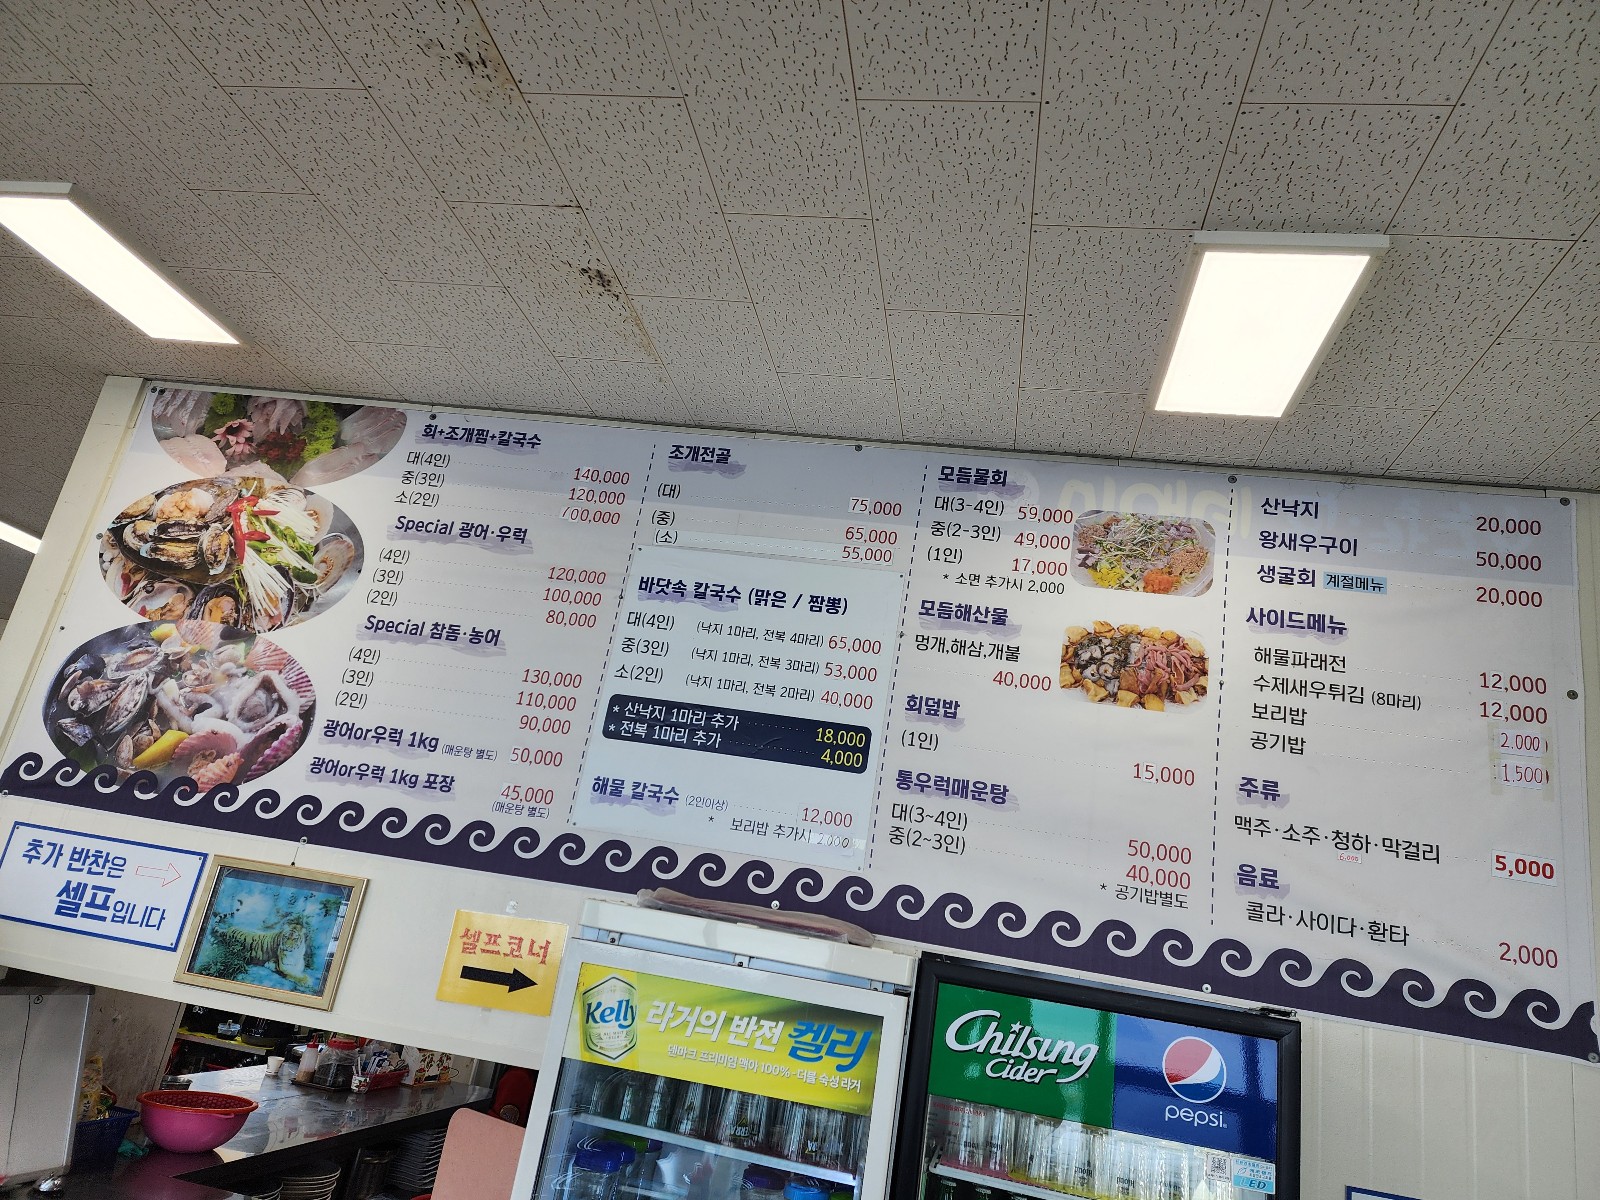 회+조개찜+칼국수
대(4인) 140,000
중(3인) 120,000
소(2인) 100,000
Special 광어·우럭
(4인) 120,000
(3인) 100,000
(2인) 80,000
Special 참돔·농어
(4인) 130,000
(3인) 110,000
(2인) 90,000
광어or우럭 1kg (매운탕 별도) 50,000
광어or우럭 1kg 포장 45,000
(매운탕 별도)
조개전골
(대) 75,000
(중) 65,000
(소) 55,000
바닷속 칼국수 (맑은 / 짬뽕)
대(4인) (낙지 1마리, 전복 4마리) 65,000
중(3인) (낙지 1마리, 전복 3마리) 53,000
소(2인) (낙지 1마리, 전복 2마리) 40,000
* 산낙지 1마리 추가 18,000
* 전복 1마리 추가 4,000
해물 칼국수 (2인이상) 12,000
* 보리밥 추가시 2,000
모듬물회
대(3~4인) 59,000
중(2~3인) 49,000
(1인) 17,000
* 소면 추가시 2,000
모듬해산물
멍개,해삼,개불
40,000
회덮밥
(1인) 15,000
통우럭매운탕
대(3~4인) 50,000
중(2~3인) 40,000
* 공기밥별도
산낙지 20,000
왕새우구이 50,000
생굴회 계절메뉴 20,000
사이드메뉴
해물파래전 12,000
수제새우튀김 (8마리) 12,000
보리밥 2,000
공기밥 1,500
주류
맥주·소주·청하·막걸리 5,000
6,000
음료
콜라·사이다·환타 2,000
추가 반찬은
셀프입니다
셀프코너
Kelly
라거의 반전 켈리
덴마크 프리미엄 맥아 100%-더블 숙성 라거
Chilsung
Cider
pepsi